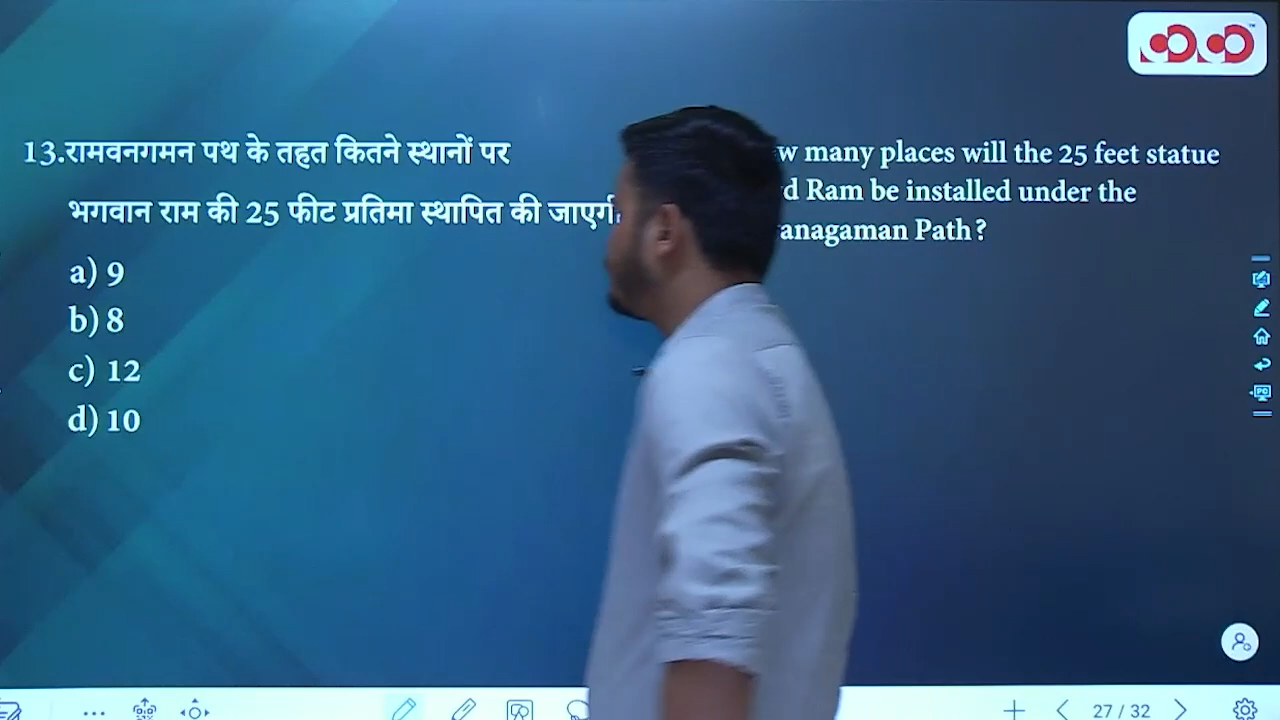 13.रामवनगमन पथ के तहत कितने स्थानों पर
भगवान राम की 25 फीट प्रतिमा स्थापित की
a) 9
b) 8
c) 12
d) 10
many places will the 25 feet statue
Ram be installed under the
Path?
27 / 32